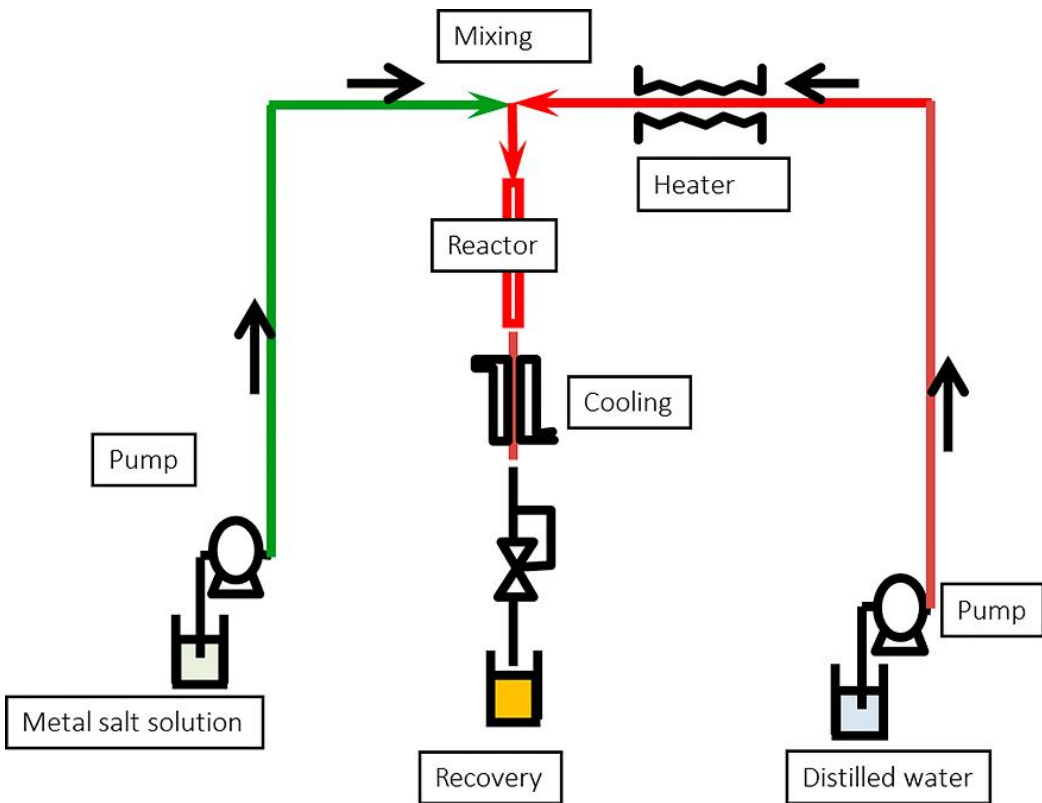 Mixing
Heater
Reactor
Cooling
Pump
Pump
Metal salt solution
Recovery
Distilled water